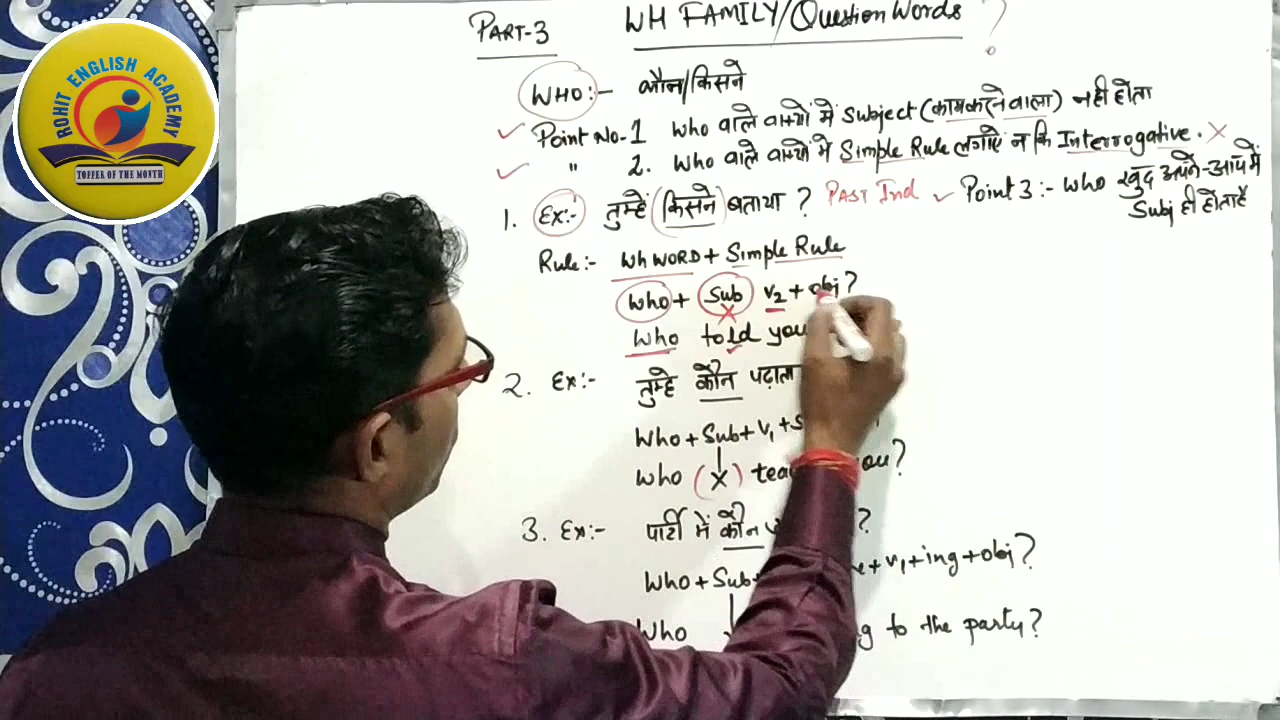 ROHIT ENGLISH ACADEMY
TOPPER OF THE MONTH
PART-3 WH FAMILY/Question Words ?
WHO:- कौन/किसने
Point No-1 Who वाले वाक्यों में Subject (काम करने वाला) नही होता
" 2. Who वाले वाक्यों में Simple Rule लगाएं न कि Interrogative. X
1. Ex:- तुम्हें (किसने) बताया ? PAST Ind Point 3:- Who खुद अपने-आप में
Subj ही होता है
Rule:- Wh WORD + Simple Rule
Who + Sub V2 + obj?
X
Who told you
2. Ex:- तुम्हे कौन
Who + Sub + V1 +
Who (X) you?
3. Ex:- पार्टी में कौन ?
Who + Sub + + V1 + ing + obj?
Who to the party?